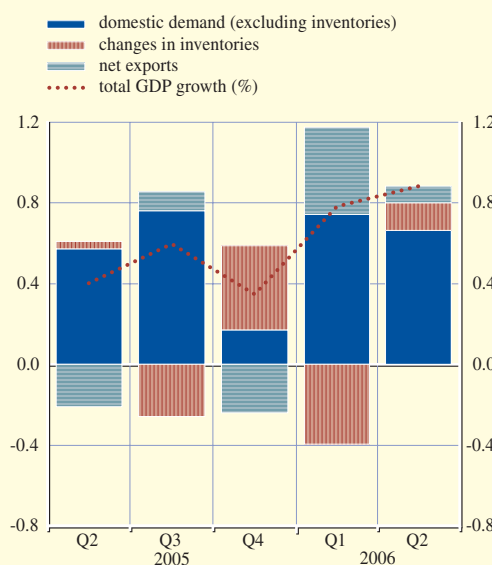 domestic demand (excluding inventories)
changes in inventories
net exports
total GDP growth (%)
1.2 1.2
0.8 0.8
0.4 0.4
0.0 0.0
-0.4 -0.4
-0.8 -0.8
Q2 Q3 Q4 Q1 Q2
2005 2006